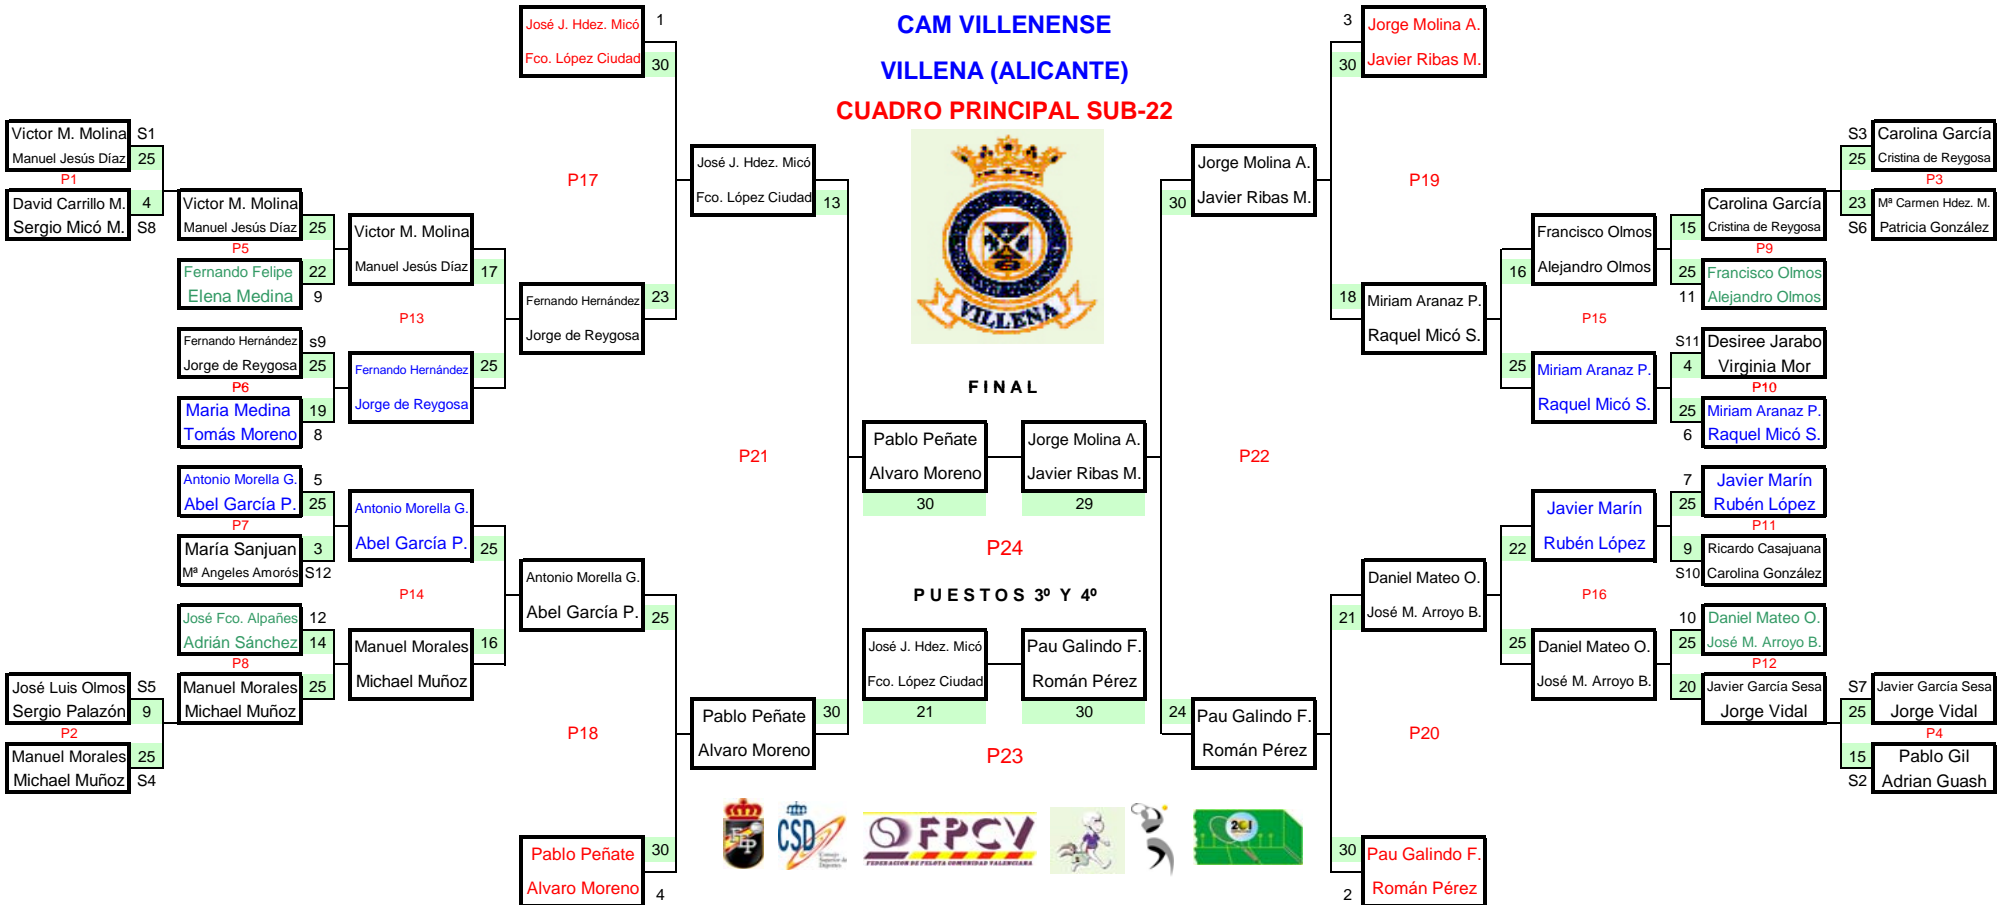 CAM VILLENENSE
VILLENA (ALICANTE)
CUADRO PRINCIPAL SUB-22
VILLENA
José J. Hdez. Micó 1
Fco. López Ciudad 30
P17
Victor M. Molina S1
Manuel Jesús Díaz 25
P1
David Carrillo M. 4
Sergio Micó M. S8
Victor M. Molina
Manuel Jesús Díaz 25
P5
Fernando Felipe 22
Elena Medina 9
Victor M. Molina
Manuel Jesús Díaz 17
P13
Fernando Hernández s9
Jorge de Reygosa 25
P6
Maria Medina 19
Tomás Moreno 8
Fernando Hernández 25
Jorge de Reygosa
Fernando Hernández 23
Jorge de Reygosa
José J. Hdez. Micó
Fco. López Ciudad 13
P21
Antonio Morella G. 5
Abel García P. 25
P7
María Sanjuan 3
Mª Angeles Amorós S12
Antonio Morella G.
Abel García P. 25
P14
José Fco. Alpañes 12
Adrián Sánchez 14
P8
Manuel Morales 25
Michael Muñoz
José Luis Olmos S5
Sergio Palazón 9
P2
Manuel Morales 25
Michael Muñoz S4
Manuel Morales 16
Michael Muñoz
Antonio Morella G.
Abel García P. 25
P18
Pablo Peñate 30
Alvaro Moreno
Pablo Peñate 30
Alvaro Moreno 4
FINAL
Pablo Peñate
Alvaro Moreno
30
Jorge Molina A.
Javier Ribas M.
29
P24
PUESTOS 3º Y 4º
José J. Hdez. Micó
Fco. López Ciudad
21
Pau Galindo F.
Román Pérez
30
P23
3 Jorge Molina A.
30 Javier Ribas M.
P19
Jorge Molina A.
30 Javier Ribas M.
P22
S3 Carolina García
25 Cristina de Reygosa
P3
23 Mª Carmen Hdez. M.
S6 Patricia González
Carolina García
15 Cristina de Reygosa
P9
25 Francisco Olmos
11 Alejandro Olmos
Francisco Olmos
16 Alejandro Olmos
P15
S11 Desiree Jarabo
4 Virginia Mor
P10
25 Miriam Aranaz P.
6 Raquel Micó S.
25 Miriam Aranaz P.
Raquel Micó S.
18 Miriam Aranaz P.
Raquel Micó S.
7 Javier Marín
25 Rubén López
P11
9 Ricardo Casajuana
S10 Carolina González
Javier Marín
22 Rubén López
P16
10 Daniel Mateo O.
25 José M. Arroyo B.
P12
20 Javier García Sesa
Jorge Vidal
S7 Javier García Sesa
25 Jorge Vidal
P4
15 Pablo Gil
S2 Adrian Guash
25 Daniel Mateo O.
José M. Arroyo B.
Daniel Mateo O.
21 José M. Arroyo B.
P20
24 Pau Galindo F.
Román Pérez
30 Pau Galindo F.
2 Román Pérez
FEP
CSD
Consejo Superior de Deportes
FPCV
FEDERACION DE PELOTA COMUNIDAD VALENCIANA